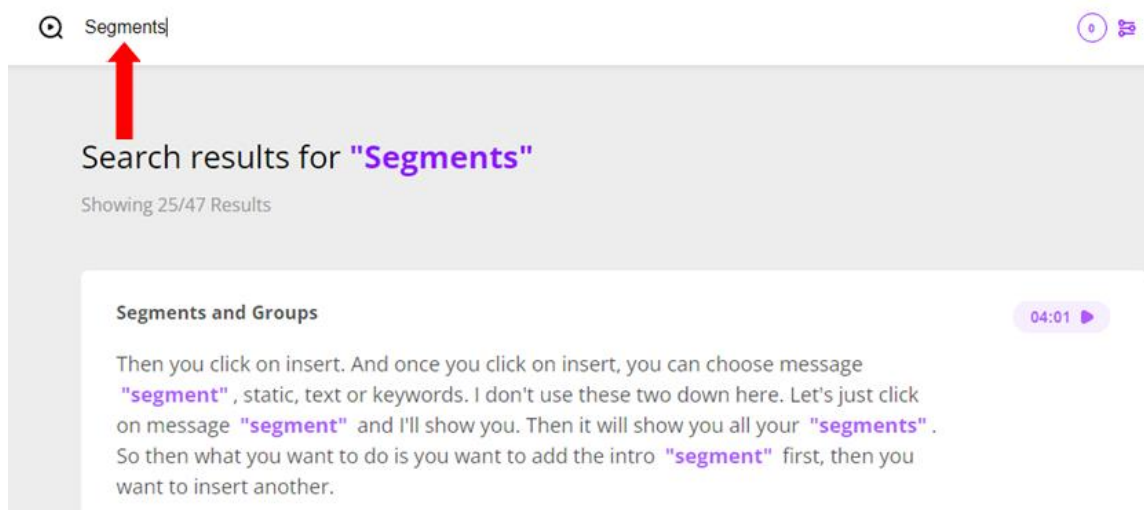 Segments
0
Search results for "Segments"
Showing 25/47 Results
Segments and Groups
04:01
Then you click on insert. And once you click on insert, you can choose message
"segment" , static, text or keywords. I don't use these two down here. Let's just click
on message "segment" and I'll show you. Then it will show you all your "segments" .
So then what you want to do is you want to add the intro "segment" first, then you
want to insert another.